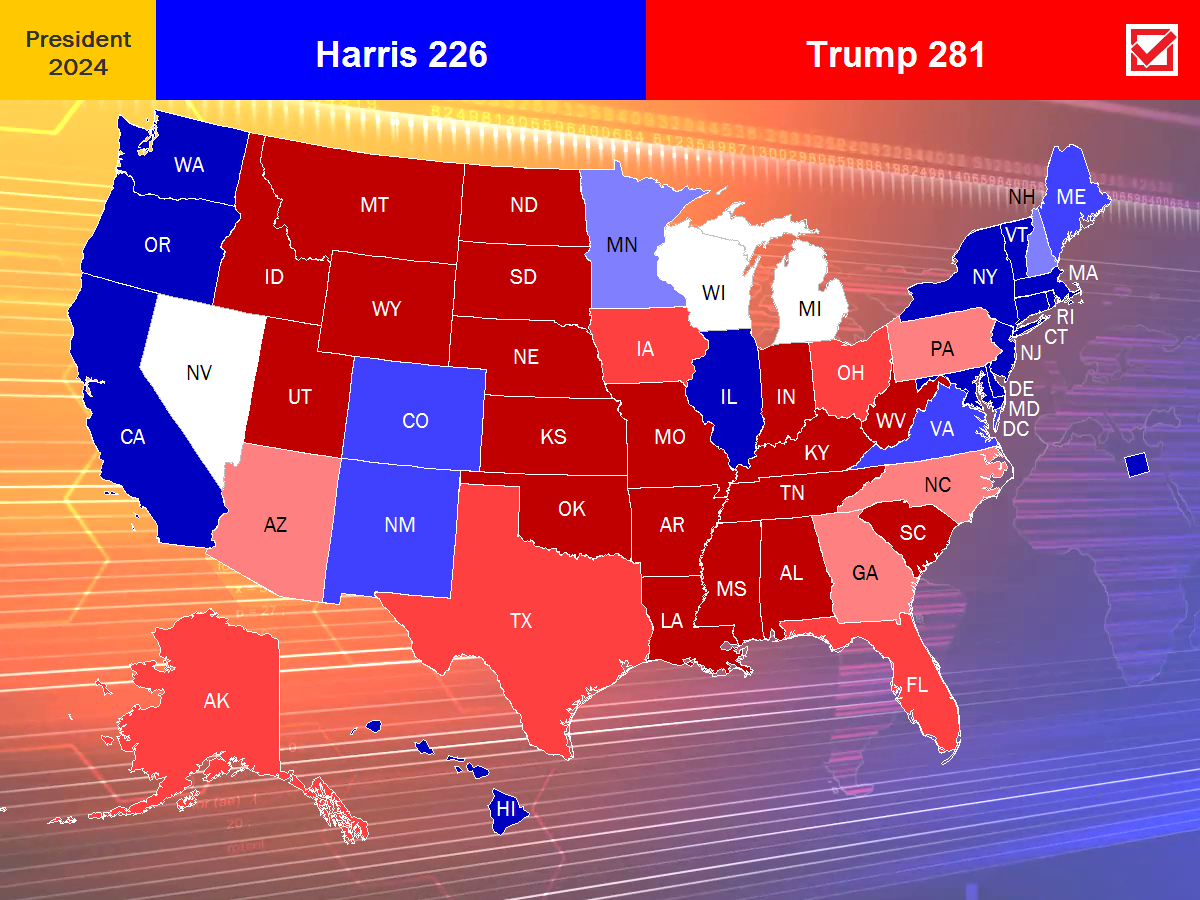 President
2024
Harris 226
Trump 281
WA
MT
ND
MN
NH
ME
VT
OR
ID
SD
WI
NY
MA
WY
MI
RI
CT
NV
NE
IA
PA
NJ
UT
CO
IL
IN
OH
DE
MD
DC
WV
VA
CA
KS
MO
KY
AZ
NM
OK
AR
TN
NC
SC
TX
LA
MS
AL
GA
AK
FL
HI